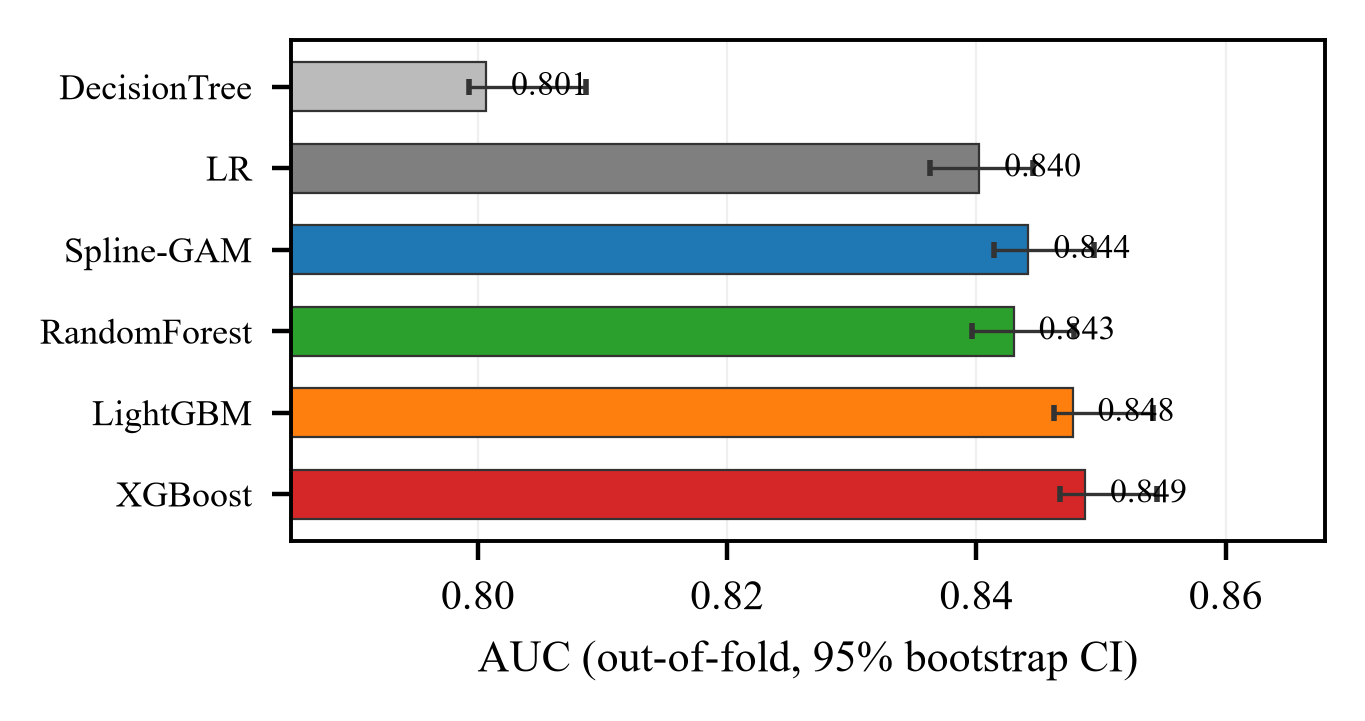 DecisionTree 0.801
LR 0.840
Spline-GAM 0.844
RandomForest 0.843
LightGBM 0.848
XGBoost 0.849
0.80 0.82 0.84 0.86
AUC (out-of-fold, 95% bootstrap CI)